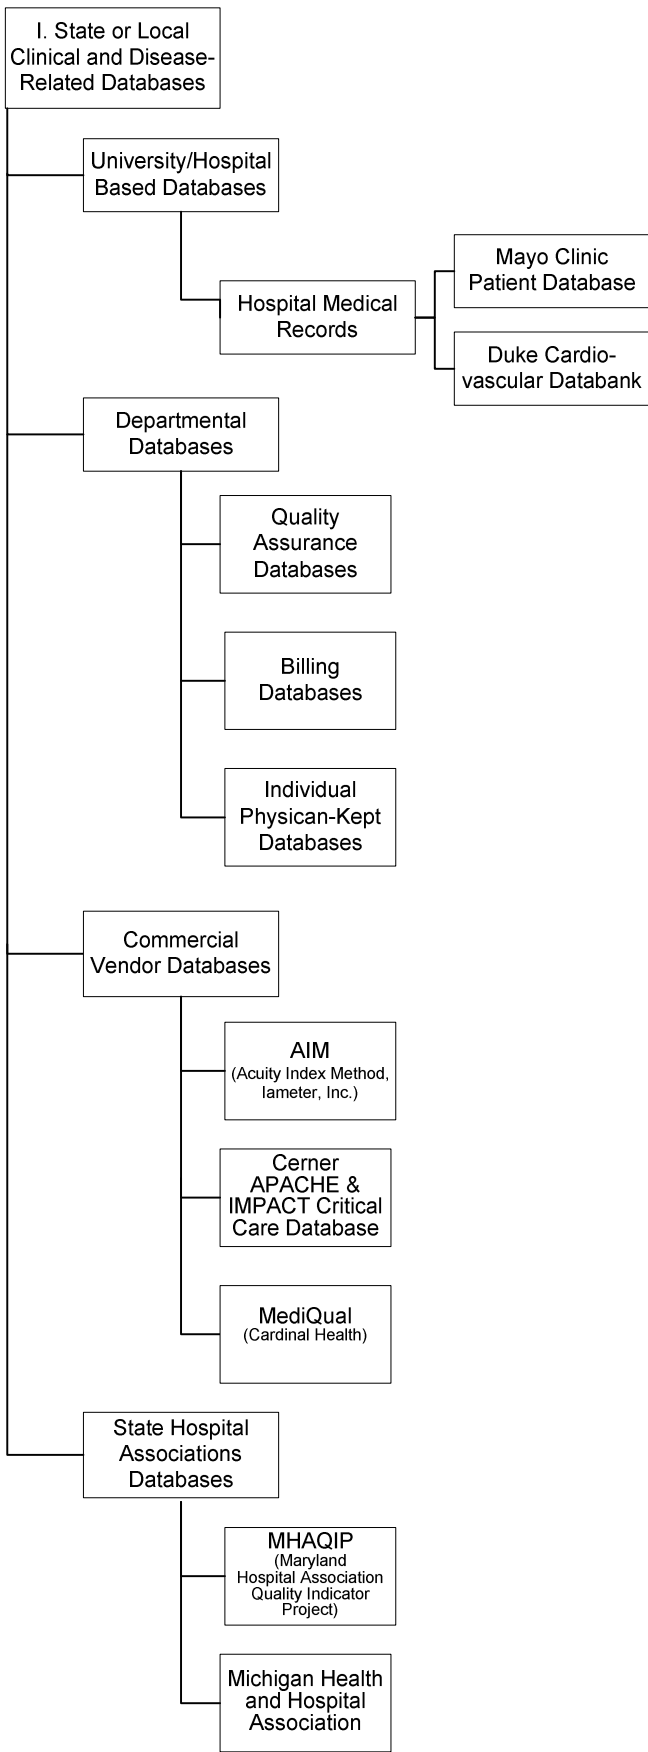 I. State or Local
Clinical and Disease-
Related Databases
University/Hospital
Based Databases
Mayo Clinic
Patient Database
Hospital Medical
Records
Duke Cardio-
vascular Databank
Departmental
Databases
Quality
Assurance
Databases
Billing
Databases
Individual
Physican-Kept
Databases
Commercial
Vendor Databases
AIM
(Acuity Index Method,
Iameter, Inc.)
Cerner
APACHE &
IMPACT Critical
Care Database
MediQual
(Cardinal Health)
State Hospital
Associations
Databases
MHAQIP
(Maryland
Hospital Association
Quality Indicator
Project)
Michigan Health
and Hospital
Association